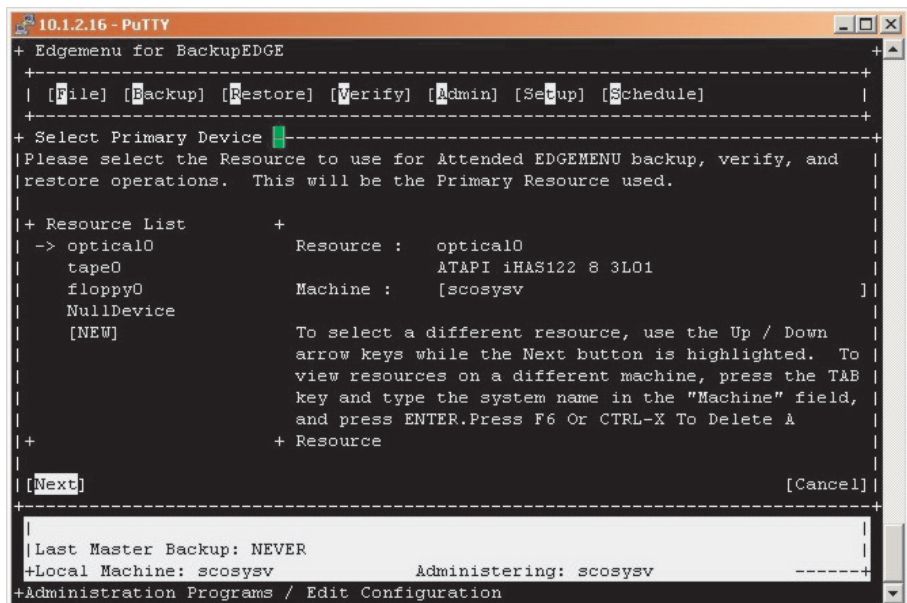 10.1.2.16 - PuTTY
+ Edgemenu for BackupEDGE +
+------------------------------------------------------------------------------+
| [File] [Backup] [Restore] [Verify] [Admin] [Setup] [Schedule] |
+------------------------------------------------------------------------------+
+ Select Primary Device -----------------------------------------------------------+
|Please select the Resource to use for Attended EDGEMENU backup, verify, and |
|restore operations.  This will be the Primary Resource used. |
| |
|+ Resource List + |
| -> optical0 Resource : optical0 |
| tape0 ATAPI iHAS122 8 3L01 |
| floppy0 Machine : [scosysv ]|
| NullDevice |
| [NEW] To select a different resource, use the Up / Down |
| arrow keys while the Next button is highlighted.  To |
| view resources on a different machine, press the TAB |
| key and type the system name in the "Machine" field, |
| and press ENTER.Press F6 Or CTRL-X To Delete A |
|+ + Resource |
| |
|[Next] [Cancel]|
+---------------------------------------------------------------------------------+
| |
|Last Master Backup: NEVER |
+Local Machine: scosysv Administering: scosysv ------+
+Administration Programs / Edit Configuration